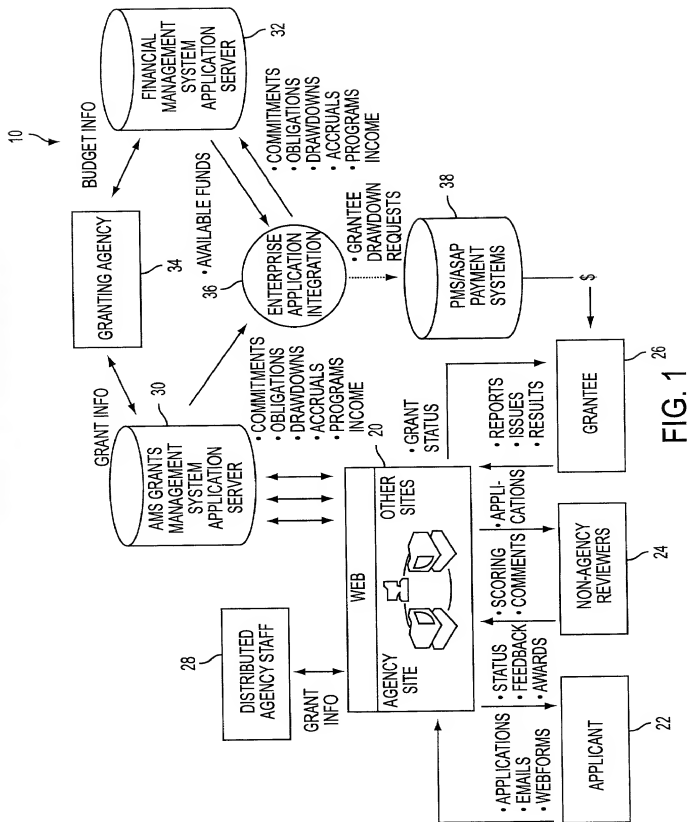 10
BUDGET INFO
FINANCIAL
MANAGEMENT
SYSTEM
APPLICATION
SERVER
32
GRANTING AGENCY
34
GRANT INFO
30
AMS GRANTS
MANAGEMENT
SYSTEM
APPLICATION
SERVER
• AVAILABLE FUNDS
36
ENTERPRISE
APPLICATION
INTEGRATION
• COMMITMENTS
• OBLIGATIONS
• DRAWDOWNS
• ACCRUALS
• PROGRAMS
INCOME
• COMMITMENTS
• OBLIGATIONS
• DRAWDOWNS
• ACCRUALS
• PROGRAMS
INCOME
• GRANTEE
DRAWDOWN
REQUESTS
38
PMS/ASAP
PAYMENT
SYSTEMS
$
28
DISTRIBUTED
AGENCY STAFF
GRANT
INFO
20
WEB
AGENCY
SITE
OTHER
SITES
• GRANT
STATUS
• REPORTS
• ISSUES
• RESULTS
GRANTEE
26
• APPLI-
CATIONS
• SCORING
• COMMENTS
NON-AGENCY
REVIEWERS
24
• STATUS
• FEEDBACK
• AWARDS
• APPLICATIONS
• EMAILS
• WEBFORMS
APPLICANT
22
FIG. 1